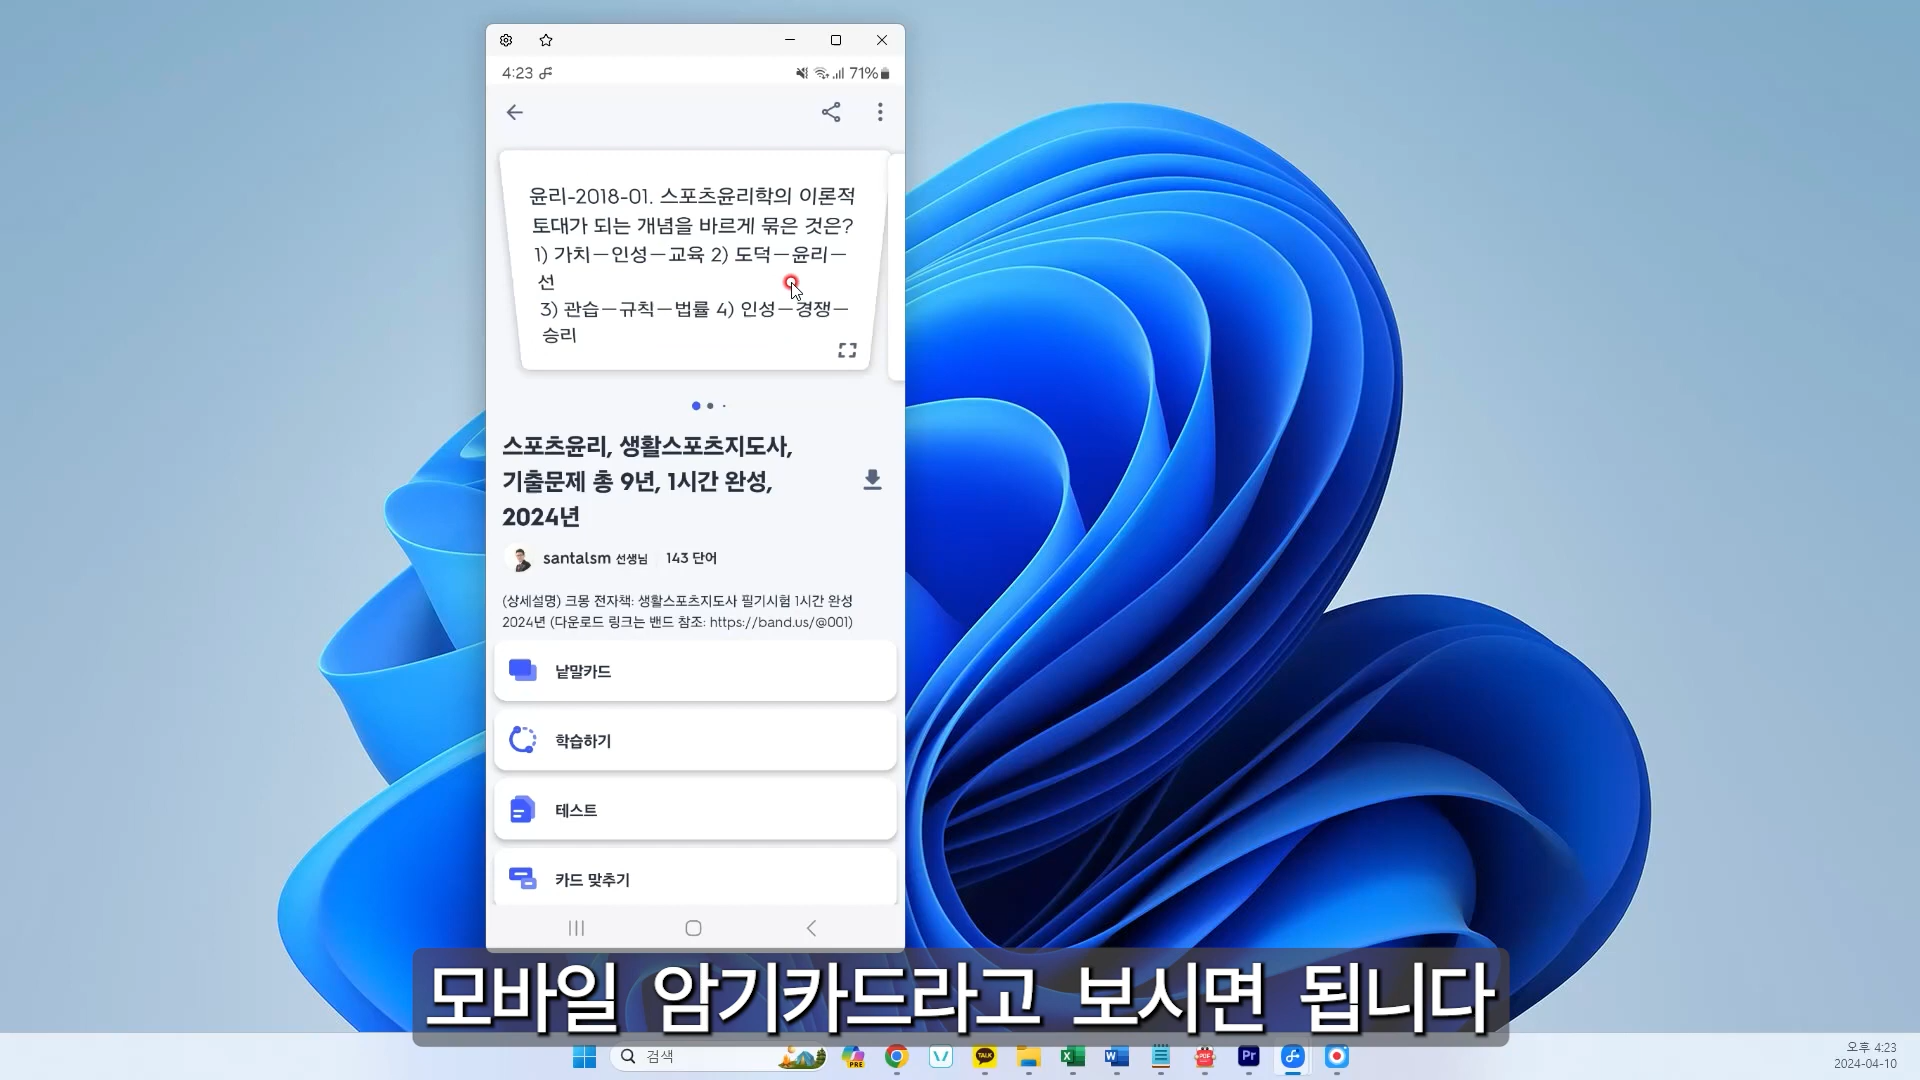 4:23
71%
윤리-2018-01. 스포츠윤리학의 이론적
토대가 되는 개념을 바르게 묶은 것은?
1) 가치－인성－교육 2) 도덕－윤리－
선
3) 관습－규칙－법률 4) 인성－경쟁－
승리
스포츠윤리, 생활스포츠지도사,
기출문제 총 9년, 1시간 완성,
2024년
santalsm 선생님 143 단어
(상세설명) 크몽 전자책: 생활스포츠지도사 필기시험 1시간 완성
2024년 (다운로드 링크는 밴드 참조: https://band.us/@001)
낱말카드
학습하기
테스트
카드 맞추기
모바일 암기카드라고 보시면 됩니다
검색
PRE
TALK
PDF
Pr
오후 4:23
2024-04-10